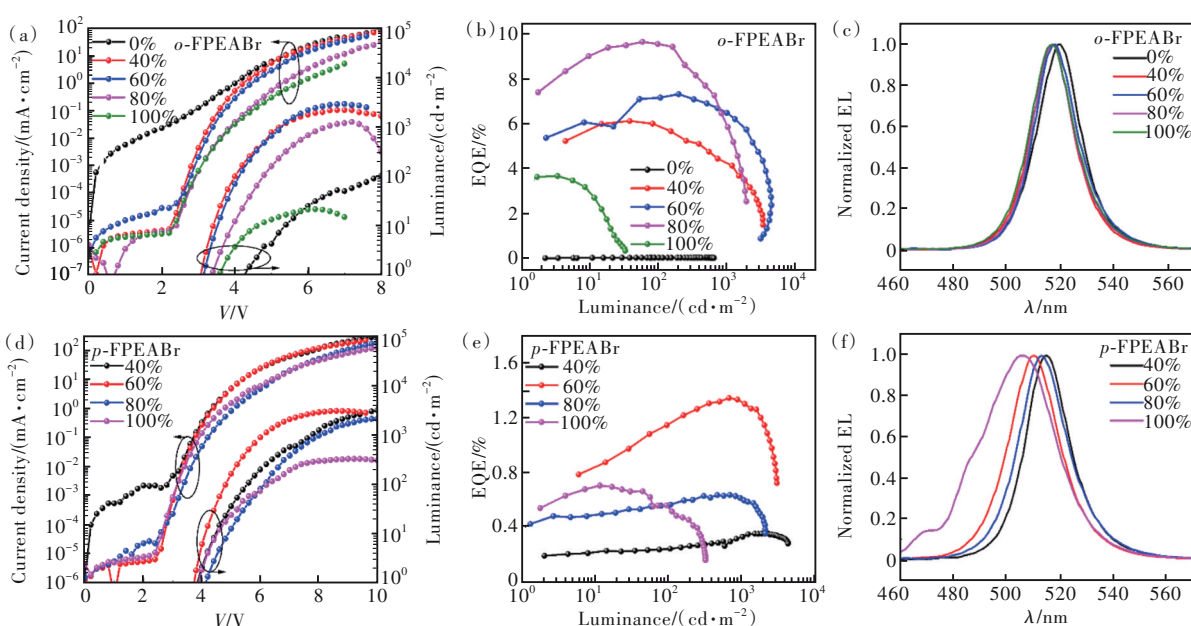 (a)
o-FPEABr
0%
40%
60%
80%
100%
10² 10¹ 10⁰ 10⁻¹ 10⁻² 10⁻³ 10⁻⁴ 10⁻⁵ 10⁻⁶ 10⁻⁷
Current density/(mA·cm⁻²)
10⁵ 10⁴ 10³ 10² 10¹ 10⁰
Luminance/(cd·m⁻²)
0 2 4 6 8
V/V
(b)
o-FPEABr
0%
40%
60%
80%
100%
10 8 6 4 2 0
EQE/%
10⁰ 10¹ 10² 10³ 10⁴
Luminance/(cd·m⁻²)
(c)
o-FPEABr
0%
40%
60%
80%
100%
1.0 0.8 0.6 0.4 0.2 0
Normalized EL
460 480 500 520 540 560
λ/nm
(d)
p-FPEABr
40%
60%
80%
100%
10² 10¹ 10⁰ 10⁻¹ 10⁻² 10⁻³ 10⁻⁴ 10⁻⁵ 10⁻⁶
Current density/(mA·cm⁻²)
10⁵ 10⁴ 10³ 10² 10¹ 10⁰
Luminance/(cd·m⁻²)
0 2 4 6 8 10
V/V
(e)
p-FPEABr
40%
60%
80%
100%
1.6 1.2 0.8 0.4 0
EQE/%
10⁰ 10¹ 10² 10³ 10⁴
Luminance/(cd·m⁻²)
(f)
p-FPEABr
40%
60%
80%
100%
1.0 0.8 0.6 0.4 0.2 0
Normalized EL
460 480 500 520 540 560
λ/nm